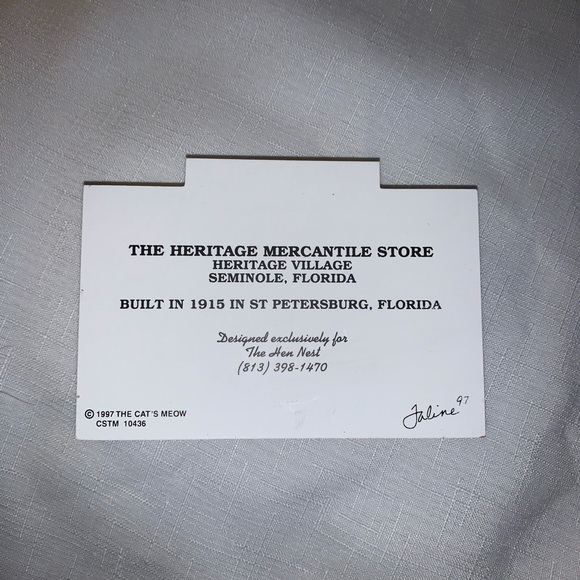 THE HERITAGE MERCANTILE STORE
HERITAGE VILLAGE
SEMINOLE, FLORIDA
BUILT IN 1915 IN ST PETERSBURG, FLORIDA
Designed exclusively for
The Hen Nest
(813) 398-1470
© 1997 THE CAT'S MEOW
CSTM 10436
Faline 97